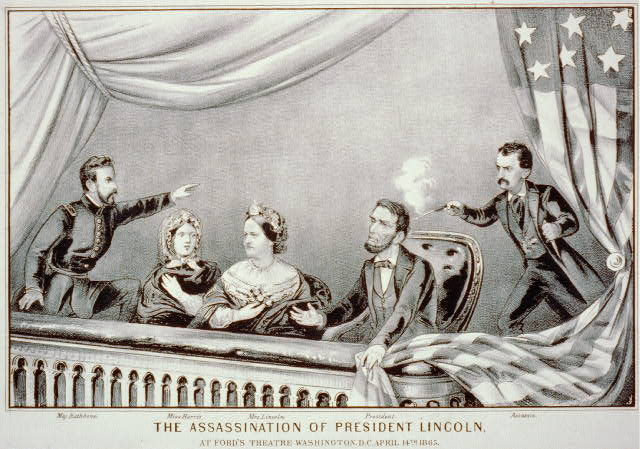 Maj. Rathbone. Miss Harris. Mrs. Lincoln. President. Assassin.
THE ASSASSINATION OF PRESIDENT LINCOLN,
AT FORD'S THEATRE WASHINGTON. D.C. APRIL 14TH 1865.